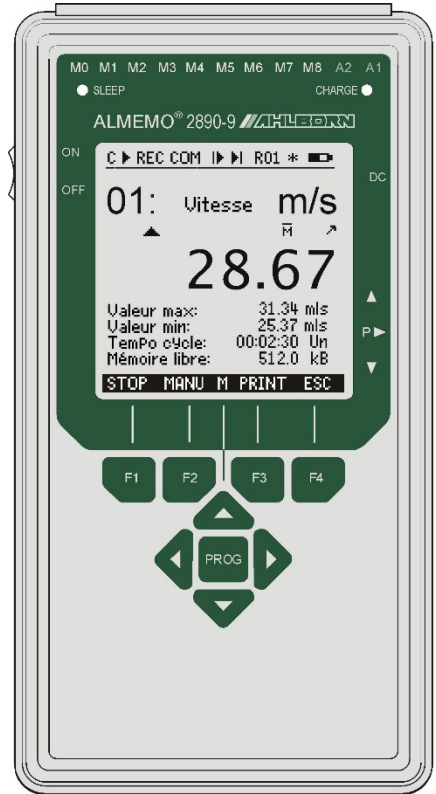 M0 M1 M2 M3 M4 M5 M6 M7 M8 A2 A1
SLEEP CHARGE
ALMEMO® 2890-9 AHLBORN
ON
OFF
DC
C ▶ REC COM I▶ ▶I R01 *
01: Vitesse m/s
M
28.67
Valeur max: 31.34 mls
Valeur min: 25.37 mls
TemPo cycle: 00:02:30 Un
Mémoire libre: 512.0 kB
P▶
STOP MANU M PRINT ESC
F1 F2 F3 F4
PROG